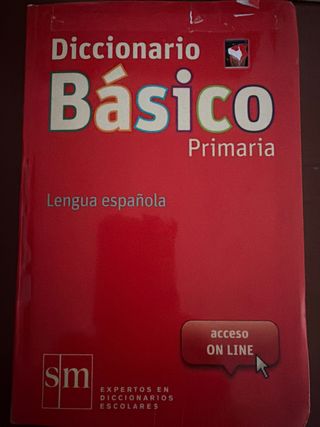 Diccionario
Básico
Primaria
Lengua española
acceso
ON LINE
sm
EXPERTOS EN
DICCIONARIOS
ESCOLARES